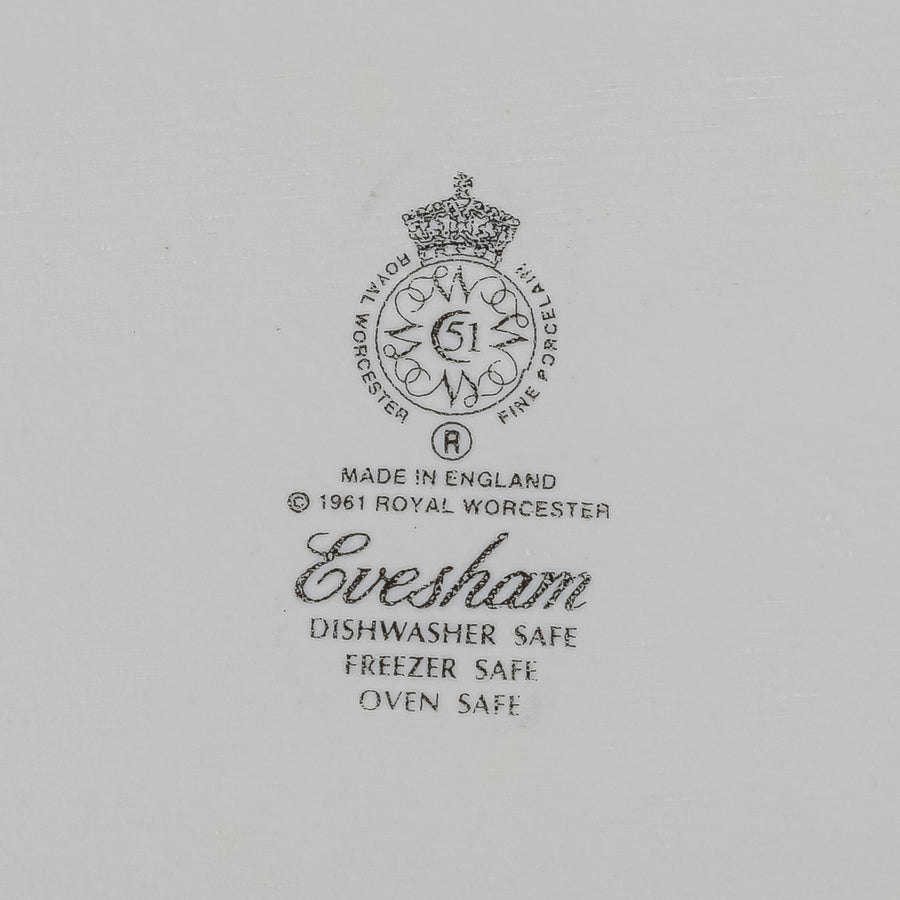 ROYAL WORCESTER
FINE PORCELAIN
51
®
MADE IN ENGLAND
© 1961 ROYAL WORCESTER
Evesham
DISHWASHER SAFE
FREEZER SAFE
OVEN SAFE